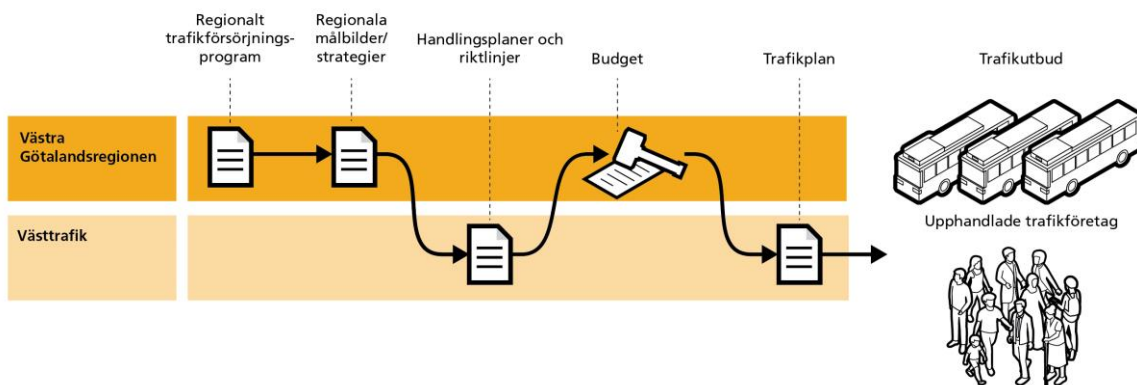 Regionalt
trafikförsörjnings-
program
Regionala
målbilder/
strategier
Handlingsplaner och
riktlinjer
Budget
Trafikplan
Trafikutbud
Västra
Götalandsregionen
Västtrafik
Upphandlade trafikföretag